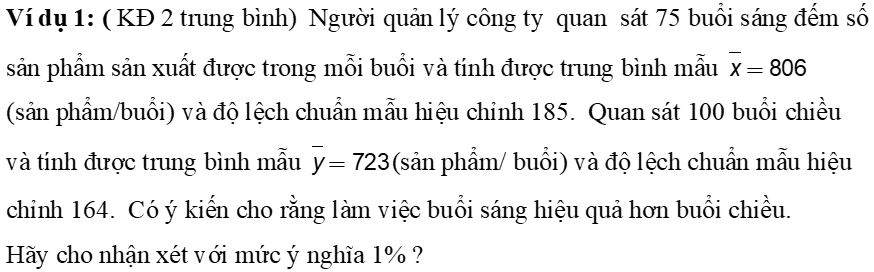 Ví dụ 1: ( KĐ 2 trung bình) Người quản lý công ty quan sát 75 buổi sáng đếm số
sản phẩm sản xuất được trong mỗi buổi và tính được trung bình mẫu x̅ = 806
(sản phẩm/buổi) và độ lệch chuẩn mẫu hiệu chỉnh 185. Quan sát 100 buổi chiều
và tính được trung bình mẫu y̅ = 723 (sản phẩm/ buổi) và độ lệch chuẩn mẫu hiệu
chỉnh 164. Có ý kiến cho rằng làm việc buổi sáng hiệu quả hơn buổi chiều.
Hãy cho nhận xét với mức ý nghĩa 1% ?